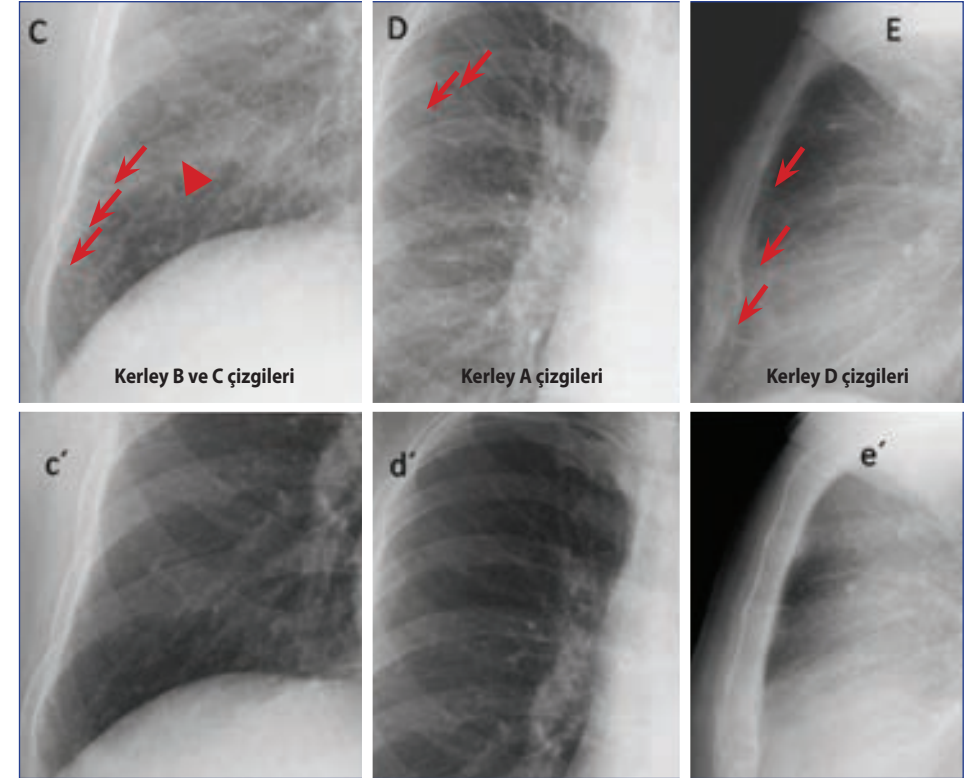 C
D
E
Kerley B ve C çizgileri
Kerley A çizgileri
Kerley D çizgileri
c´
d´
e´